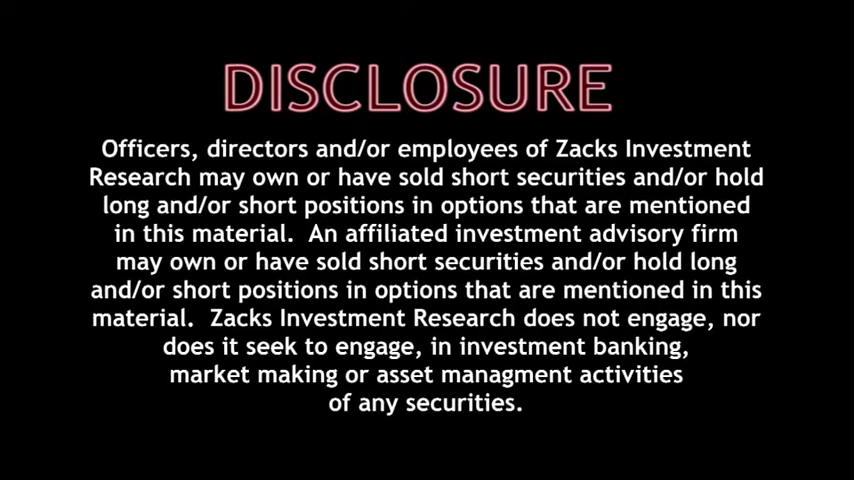 DISCLOSURE
Officers, directors and/or employees of Zacks Investment
Research may own or have sold short securities and/or hold
long and/or short positions in options that are mentioned
in this material.  An affiliated investment advisory firm
may own or have sold short securities and/or hold long
and/or short positions in options that are mentioned in this
material.  Zacks Investment Research does not engage, nor
does it seek to engage, in investment banking,
market making or asset managment activities
of any securities.